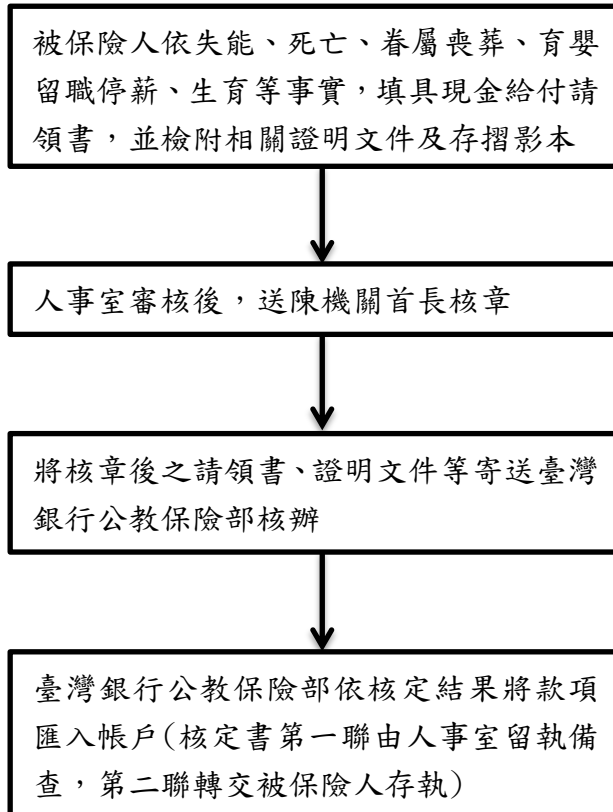 被保險人依失能、死亡、眷屬喪葬、育嬰
留職停薪、生育等事實，填具現金給付請
領書，並檢附相關證明文件及存摺影本
人事室審核後，送陳機關首長核章
將核章後之請領書、證明文件等寄送臺灣
銀行公教保險部核辦
臺灣銀行公教保險部依核定結果將款項
匯入帳戶(核定書第一聯由人事室留執備
查，第二聯轉交被保險人存執)